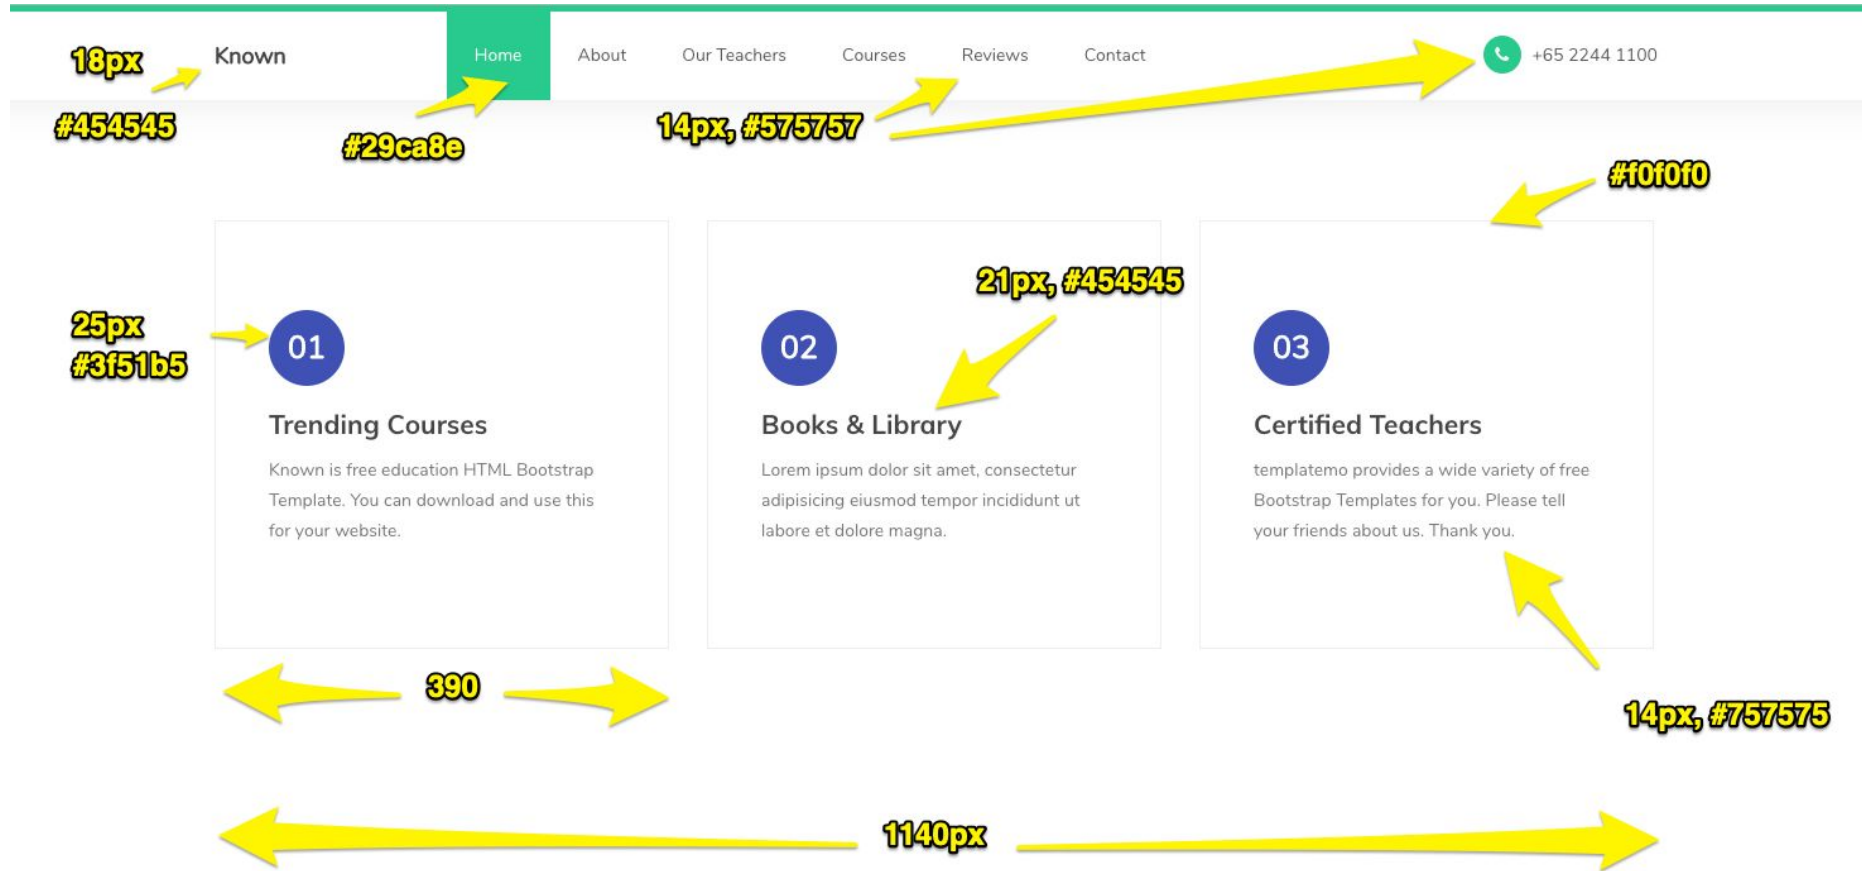 18px
#454545
Known
Home
About
Our Teachers
Courses
Reviews
Contact
+65 2244 1100
#29ca8e
14px, #575757
#f0f0f0
25px
#3f51b5
01
Trending Courses
Known is free education HTML Bootstrap
Template. You can download and use this
for your website.
21px, #454545
02
Books & Library
Lorem ipsum dolor sit amet, consectetur
adipisicing eiusmod tempor incididunt ut
labore et dolore magna.
03
Certified Teachers
templatemo provides a wide variety of free
Bootstrap Templates for you. Please tell
your friends about us. Thank you.
390
14px, #757575
1140px